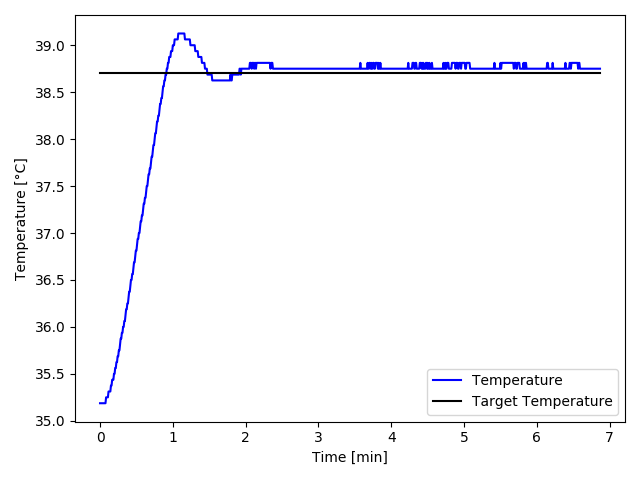 39.0
38.5
38.0
37.5
37.0
36.5
36.0
35.5
35.0
Temperature [°C]
0 1 2 3 4 5 6 7
Time [min]
Temperature
Target Temperature